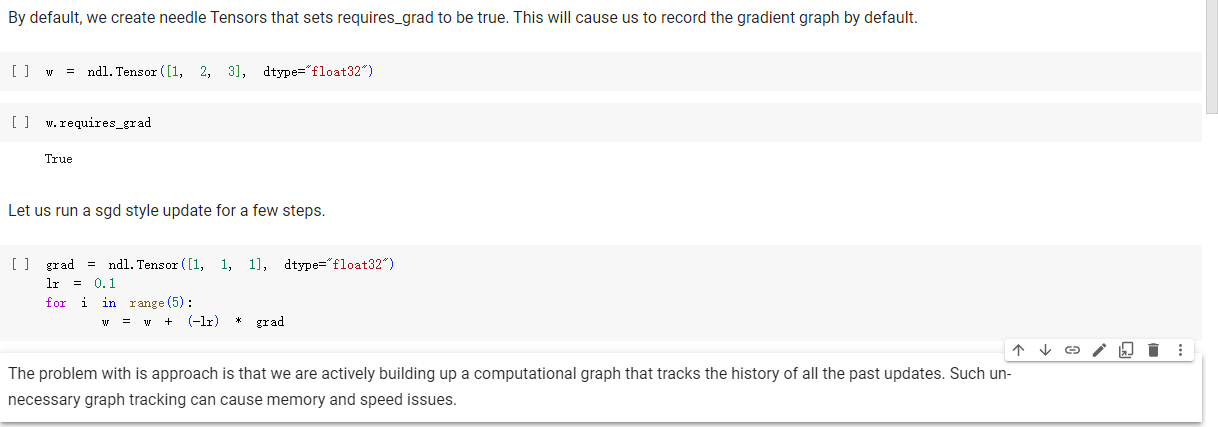 By default, we create needle Tensors that sets requires_grad to be true. This will cause us to record the gradient graph by default.
[ ] w = ndl.Tensor([1, 2, 3], dtype="float32")
[ ] w.requires_grad
True
Let us run a sgd style update for a few steps.
[ ] grad = ndl.Tensor([1, 1, 1], dtype="float32")
lr = 0.1
for i in range(5):
w = w + (-lr) * grad
The problem with is approach is that we are actively building up a computational graph that tracks the history of all the past updates. Such un-
necessary graph tracking can cause memory and speed issues.